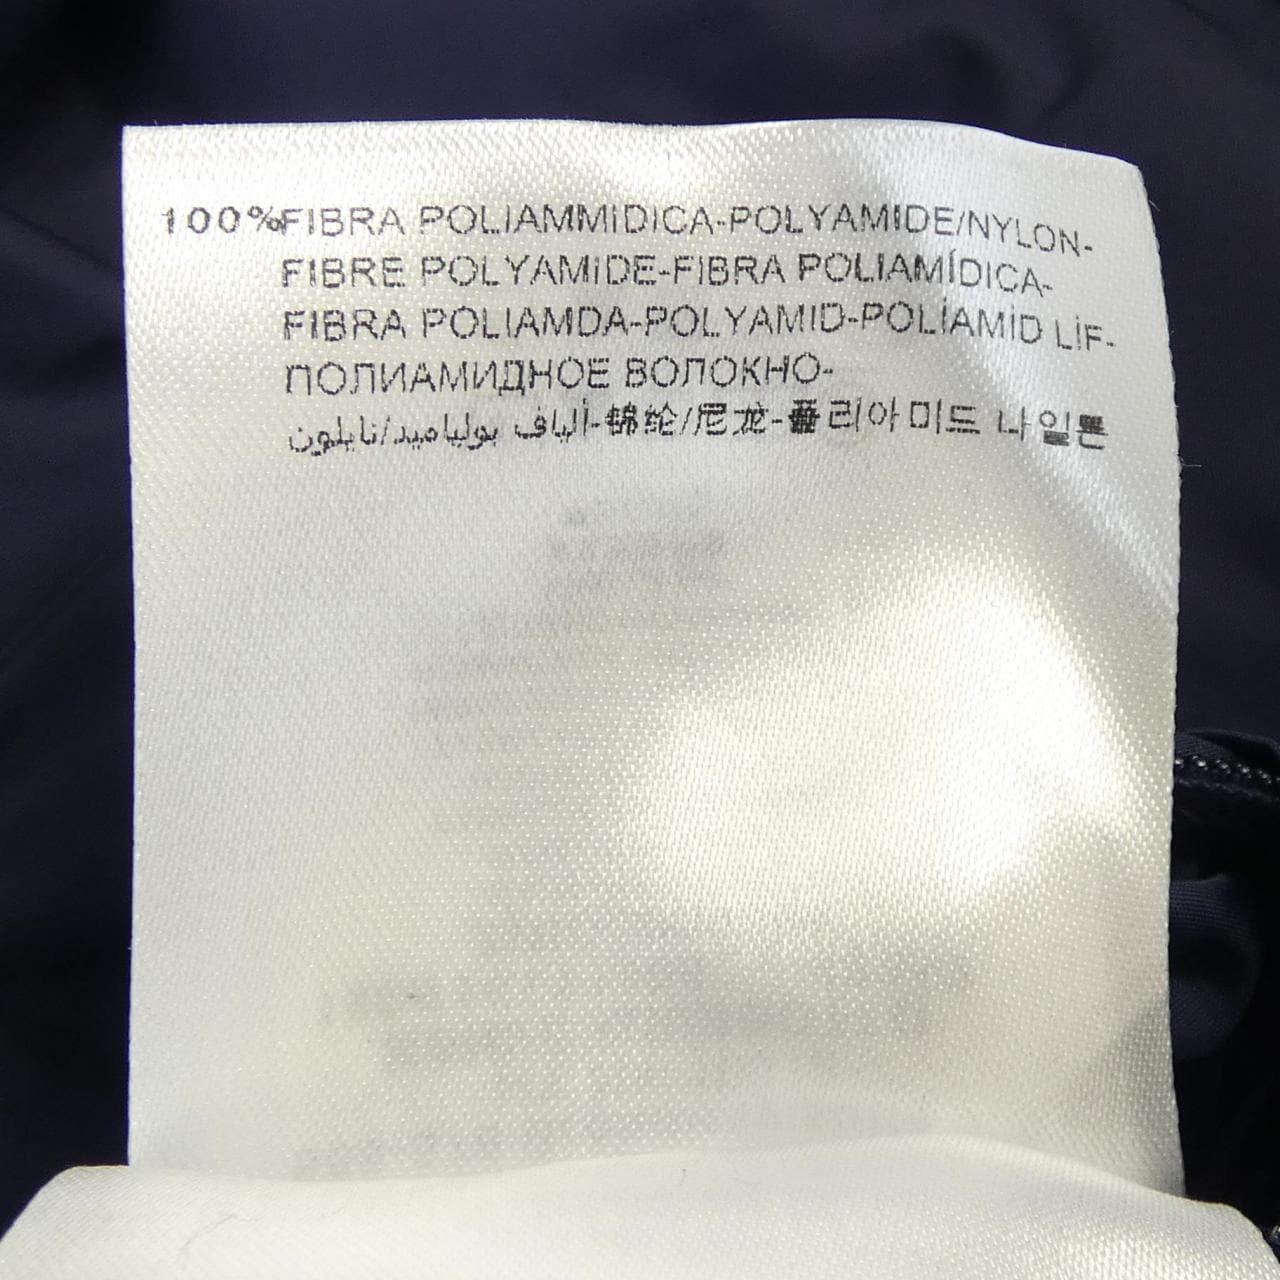 100%FIBRA POLIAMMIDICA-POLYAMIDE/NYLON-
FIBRE POLYAMIDE-FIBRA POLIAMÍDICA-
FIBRA POLIAMDA-POLYAMID-POLİAMİD LİF-
ПОЛИАМИДНОЕ ВОЛОКНО-
ألياف بولياميد/نايلون-锦纶/尼龙-폴리아미드 나일론